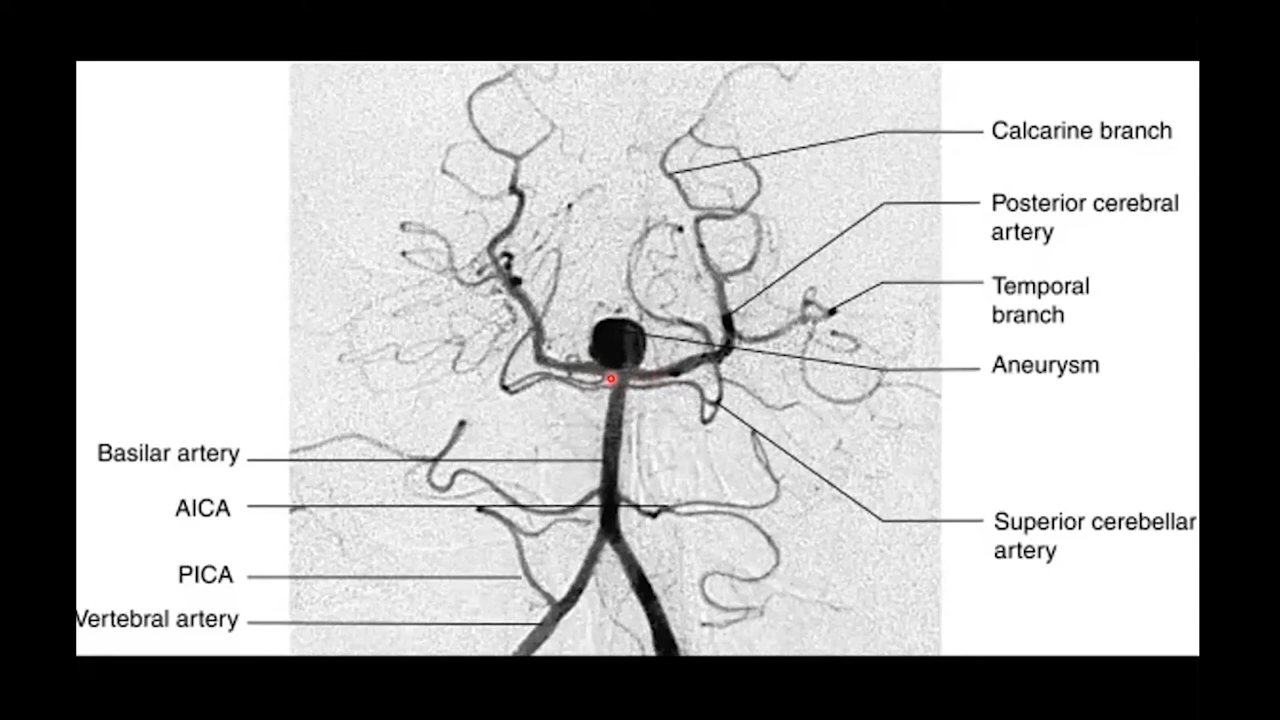 Calcarine branch
Posterior cerebral
artery
Temporal
branch
Aneurysm
Basilar artery
AICA
PICA
Vertebral artery
Superior cerebellar
artery